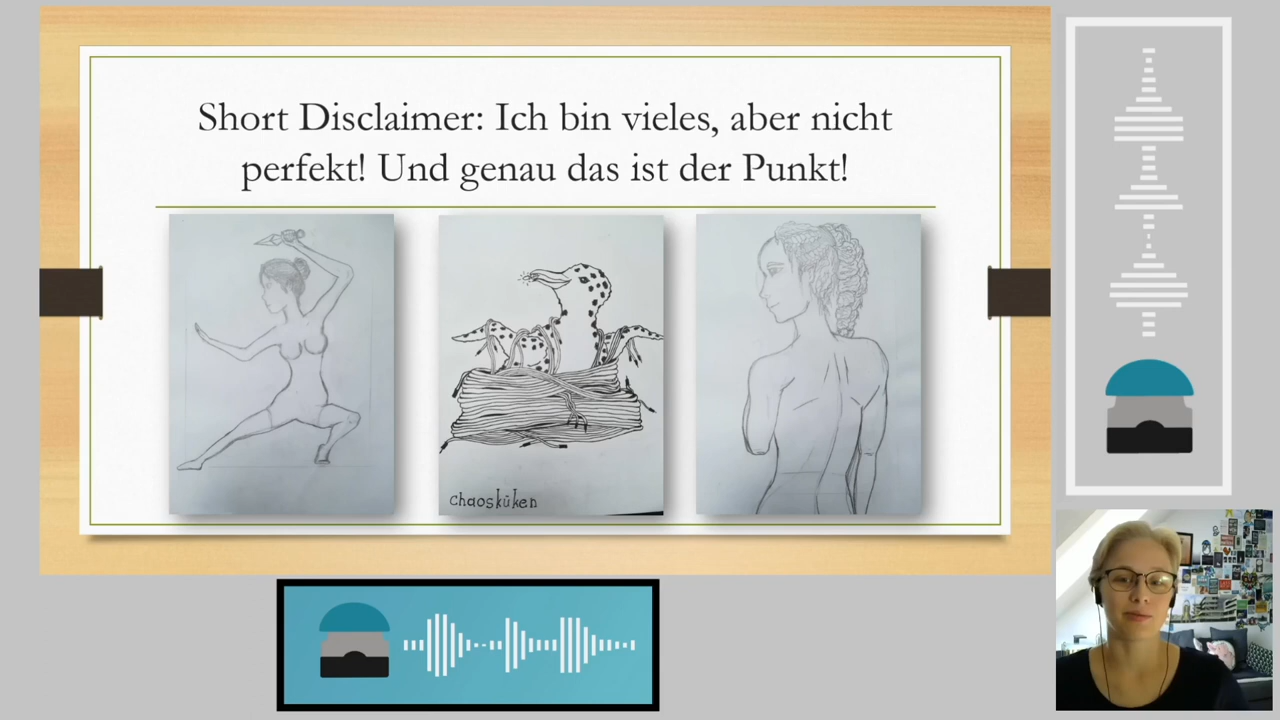 Short Disclaimer: Ich bin vieles, aber nicht
perfekt! Und genau das ist der Punkt!
chaosküken